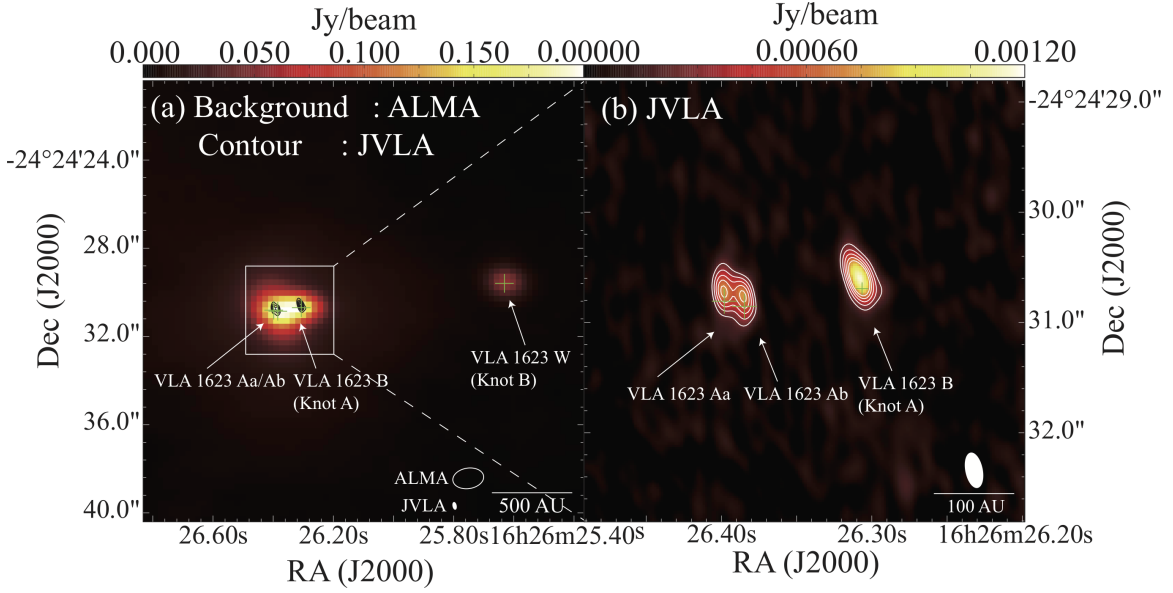 Jy/beam
0.000 0.050 0.100 0.150 0.00000
Jy/beam
0.00060 0.00120
(a) Background : ALMA
Contour : JVLA
(b) JVLA
-24°24'24.0"
28.0"
32.0"
36.0"
40.0"
Dec (J2000)
VLA 1623 Aa/Ab
VLA 1623 B
(Knot A)
VLA 1623 W
(Knot B)
ALMA
JVLA
500 AU
26.60s 26.20s 25.80s 16h26m25.40s
RA (J2000)
VLA 1623 Aa
VLA 1623 Ab
VLA 1623 B
(Knot A)
100 AU
-24°24'29.0"
30.0"
31.0"
32.0"
Dec (J2000)
26.40s 26.30s 16h26m26.20s
RA (J2000)